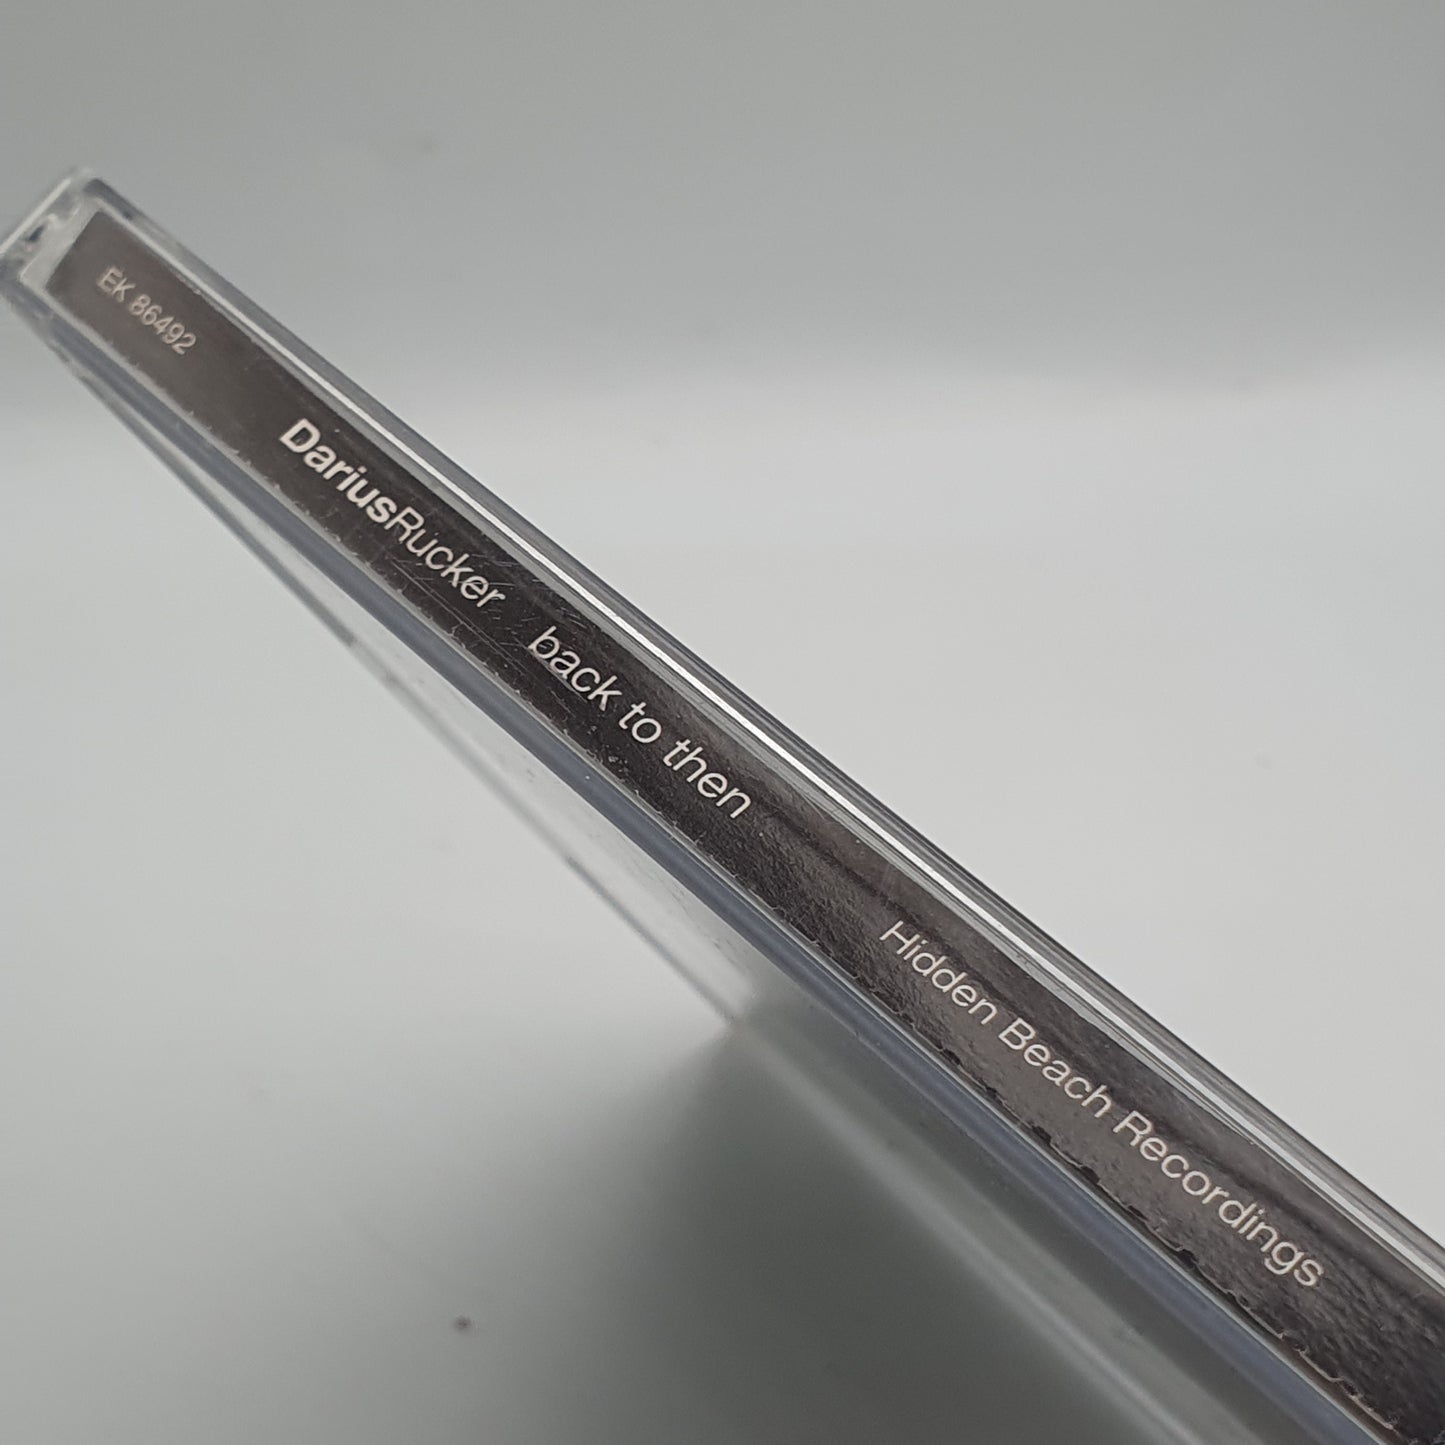 EK 86492 DariusRucker back to then Hidden Beach Recordings